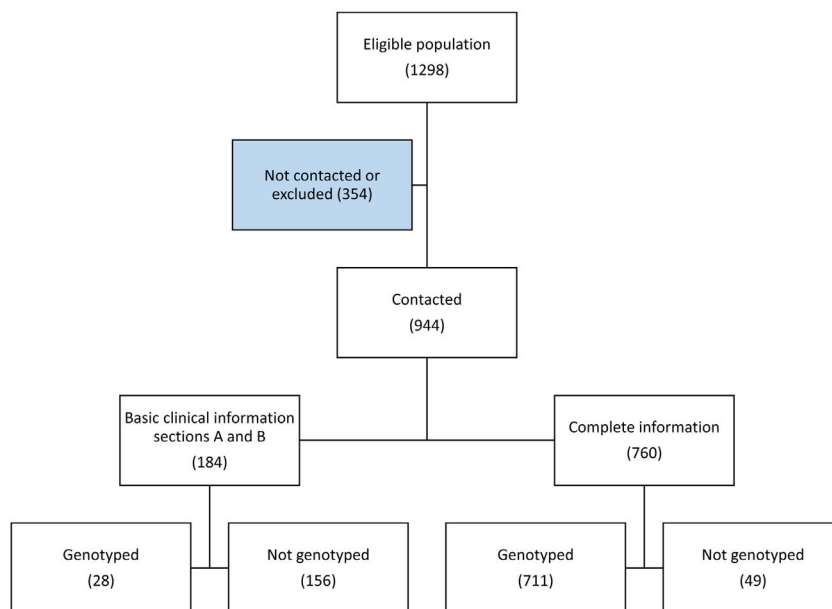 Eligible population
(1298)
Not contacted or
excluded (354)
Contacted
(944)
Basic clinical information
sections A and B
(184)
Complete information
(760)
Genotyped
(28)
Not genotyped
(156)
Genotyped
(711)
Not genotyped
(49)